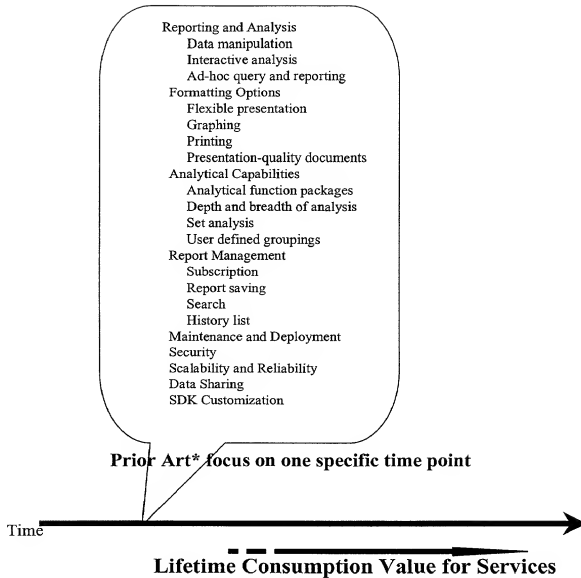 Reporting and Analysis
Data manipulation
Interactive analysis
Ad-hoc query and reporting
Formatting Options
Flexible presentation
Graphing
Printing
Presentation-quality documents
Analytical Capabilities
Analytical function packages
Depth and breadth of analysis
Set analysis
User defined groupings
Report Management
Subscription
Report saving
Search
History list
Maintenance and Deployment
Security
Scalability and Reliability
Data Sharing
SDK Customization
Prior Art* focus on one specific time point
Time
Lifetime Consumption Value for Services